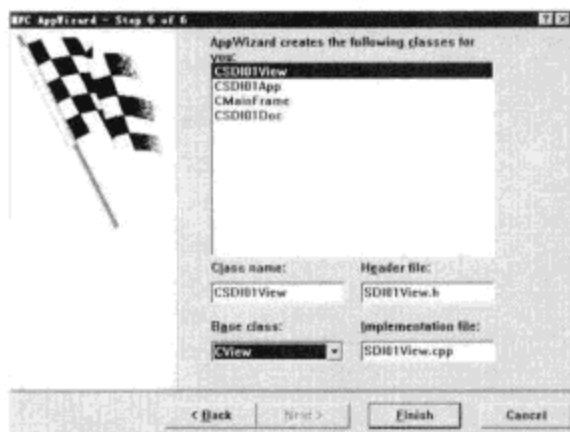 MFC AppWizard - Step 6 of 6
AppWizard creates the following classes for
you:
CSDI01View
CSDI01App
CMainFrame
CSDI01Doc
Class name:
Header file:
CSDI01View
SDI01View.h
Base class:
Implementation file:
CView
SDI01View.cpp
< Back
Next >
Finish
Cancel